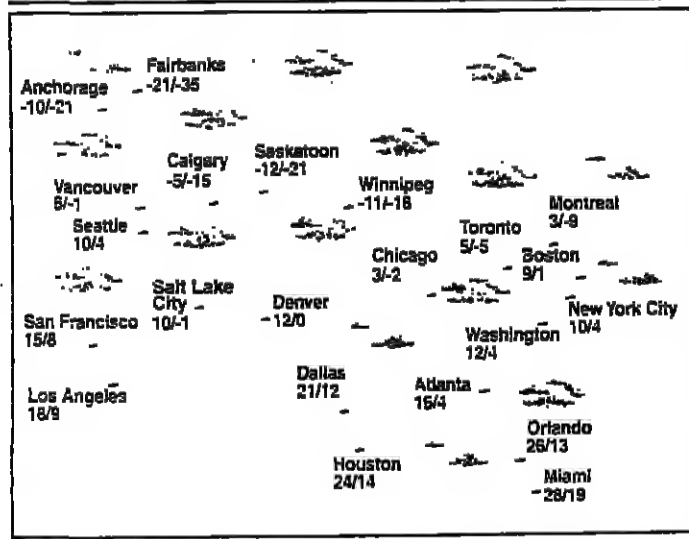 Fairbanks
-21/-35
Anchorage
-10/-21
Calgary
-5/-15
Saskatoon
-12/-21
Vancouver
6/-1
Winnipeg
-11/-16
Seattle
10/4
Montreal
3/-9
Toronto
5/-5
Chicago
3/-2
Boston
9/1
Salt Lake
City
10/-1
Denver
12/0
New York City
10/4
San Francisco
15/8
Washington
12/4
Dallas
21/12
Atlanta
15/4
Los Angeles
18/9
Orlando
26/13
Houston
24/14
Miami
28/19